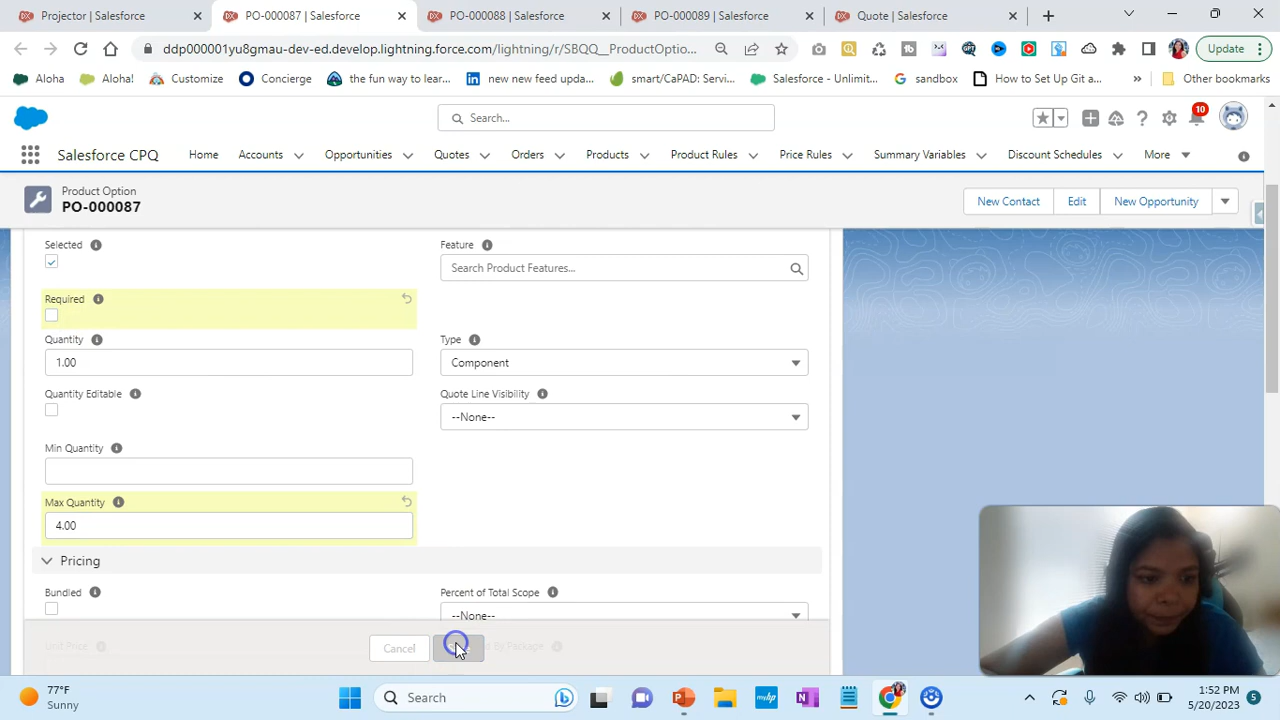 Projector | Salesforce
PO-000087 | Salesforce
PO-000088 | Salesforce
PO-000089 | Salesforce
Quote | Salesforce
ddp000001yu8gmau-dev-ed.develop.lightning.force.com/lightning/r/SBQQ__ProductOptio...
Update
Aloha
Aloha!
Customize
Concierge
the fun way to lear...
new new feed upda...
smart/CaPAD: Servi...
Salesforce - Unlimit...
sandbox
How to Set Up Git a...
Other bookmarks
Search...
10
Salesforce CPQ
Home
Accounts
Opportunities
Quotes
Orders
Products
Product Rules
Price Rules
Summary Variables
Discount Schedules
More
Product Option
PO-000087
New Contact
Edit
New Opportunity
Selected
Feature
Search Product Features...
Required
Quantity
1.00
Type
Component
Quantity Editable
Quote Line Visibility
--None--
Min Quantity
Max Quantity
4.00
Pricing
Bundled
Percent of Total Scope
--None--
Unit Price
By Package
Cancel
77°F
Sunny
Search
1:52 PM
5/20/2023
5